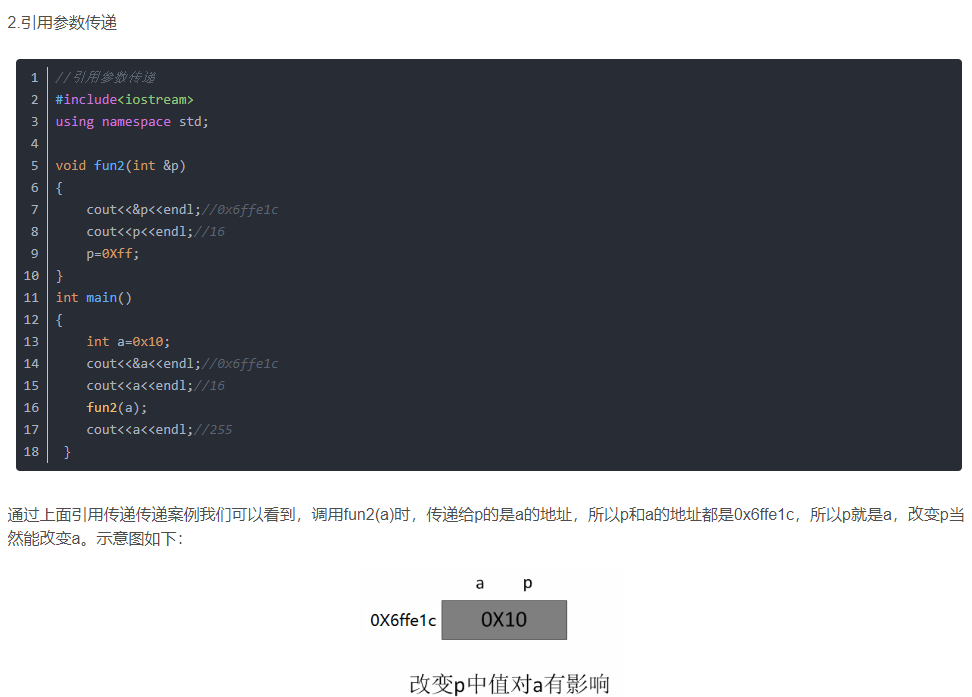 2.引用参数传递
1 //引用参数传递
2 #include<iostream>
3 using namespace std;
4
5 void fun2(int &p)
6 {
7     cout<<&p<<endl;//0x6ffe1c
8     cout<<p<<endl;//16
9     p=0Xff;
10 }
11 int main()
12 {
13     int a=0x10;
14     cout<<&a<<endl;//0x6ffe1c
15     cout<<a<<endl;//16
16     fun2(a);
17     cout<<a<<endl;//255
18  }
通过上面引用传递传递案例我们可以看到，调用fun2(a)时，传递给p的是a的地址，所以p和a的地址都是0x6ffe1c，所以p就是a，改变p当
然能改变a。示意图如下：
a p
0X6ffe1c 0X10
改变p中值对a有影响